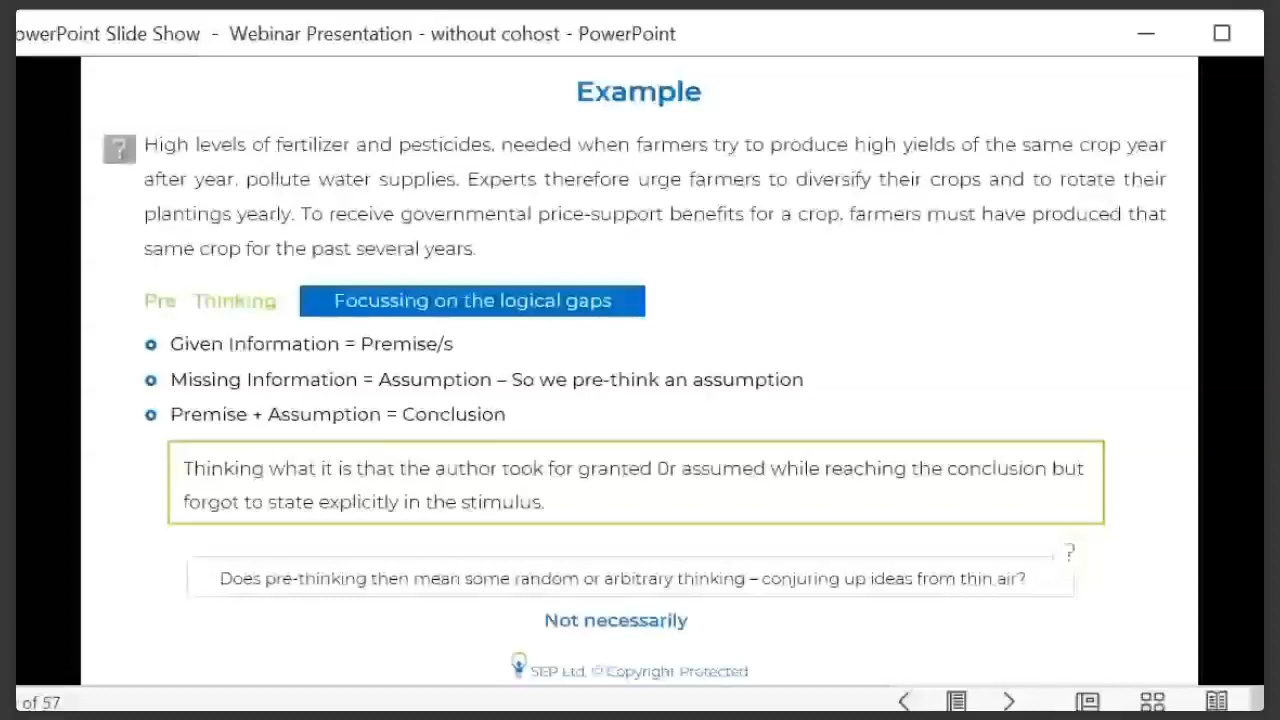 owerPoint Slide Show - Webinar Presentation - without cohost - PowerPoint
Example
? High levels of fertilizer and pesticides, needed when farmers try to produce high yields of the same crop year
after year, pollute water supplies. Experts therefore urge farmers to diversify their crops and to rotate their
plantings yearly. To receive governmental price-support benefits for a crop, farmers must have produced that
same crop for the past several years.
Pre Thinking Focussing on the logical gaps
Given Information = Premise/s
Missing Information = Assumption – So we pre-think an assumption
Premise + Assumption = Conclusion
Thinking what it is that the author took for granted Or assumed while reaching the conclusion but
forgot to state explicitly in the stimulus.
?
Does pre-thinking then mean some random or arbitrary thinking – conjuring up ideas from thin air?
Not necessarily
STEP Ltd. © Copyright Protected
of 57